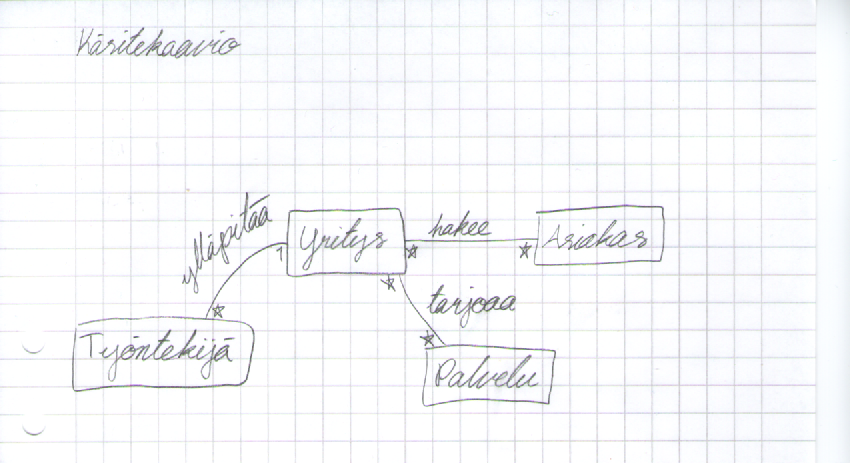 Käsitekaavio
ylläpitää
Yritys
hakee
Asiakas
1
*
*
*
*
tarjoaa
*
Työntekijä
Palvelu